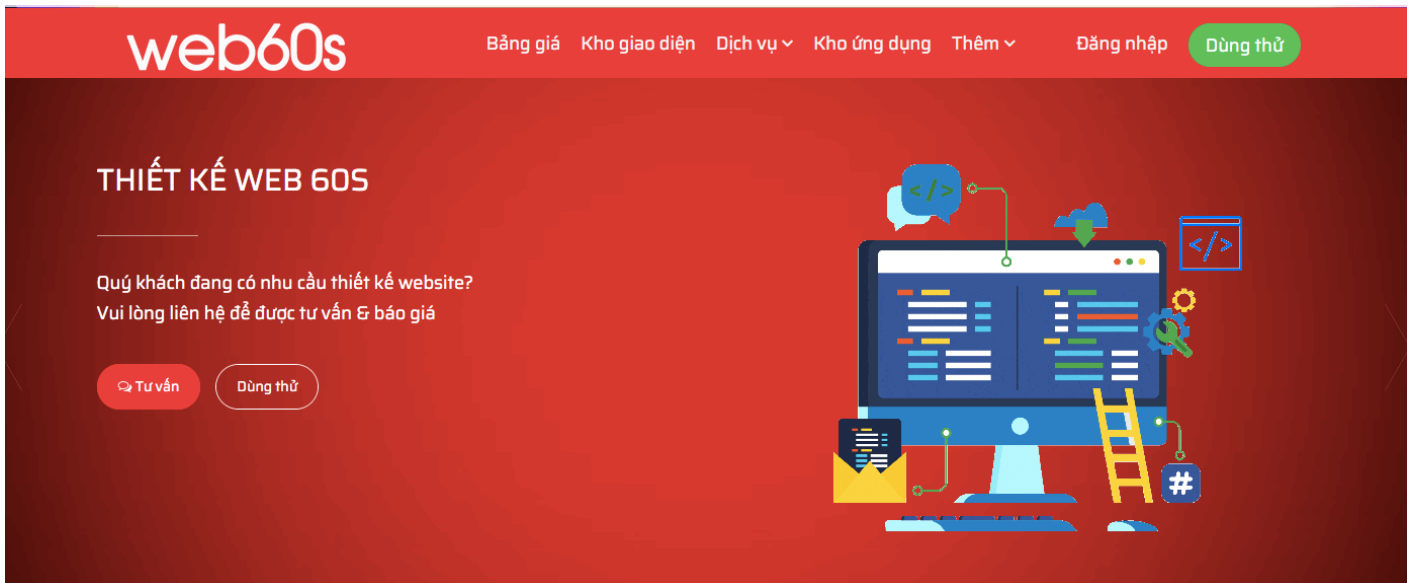 web60s
Bảng giá Kho giao diện Dịch vụ Kho ứng dụng Thêm Đăng nhập Dùng thử
THIẾT KẾ WEB 60S
Quý khách đang có nhu cầu thiết kế website?
Vui lòng liên hệ để được tư vấn & báo giá
Tư vấn Dùng thử
</>
</>
#